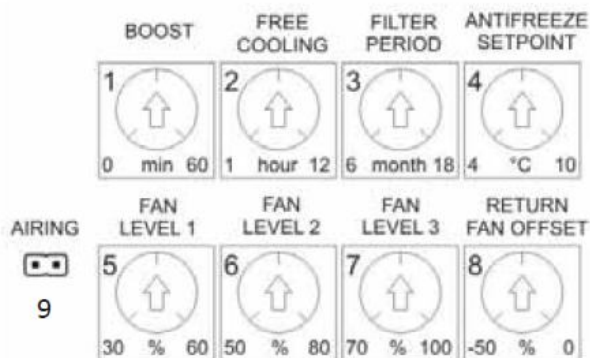 BOOST
FREE COOLING
FILTER PERIOD
ANTIFREEZE SETPOINT
1
2
3
4
0 min 60
1 hour 12
6 month 18
4 °C 10
AIRING
FAN LEVEL 1
FAN LEVEL 2
FAN LEVEL 3
RETURN FAN OFFSET
5
6
7
8
9
30 % 60
50 % 80
70 % 100
-50 % 0